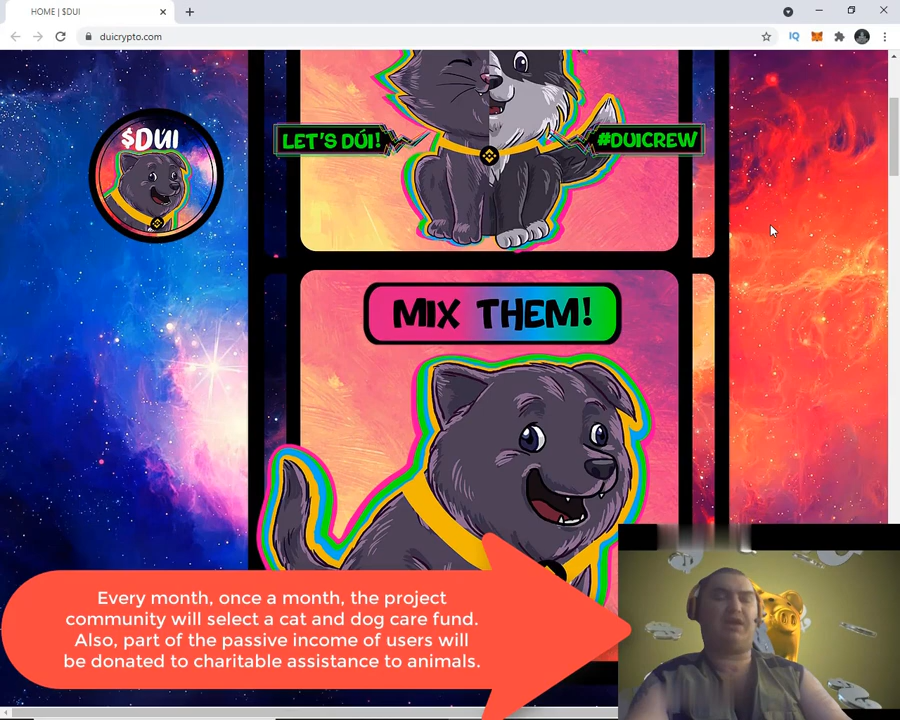 HOME | $DUI
duicrypto.com
IQ
$DÚI
LET'S DÚI!
#DUICREW
MIX THEM!
Every month, once a month, the project
community will select a cat and dog care fund.
Also, part of the passive income of users will
be donated to charitable assistance to animals.